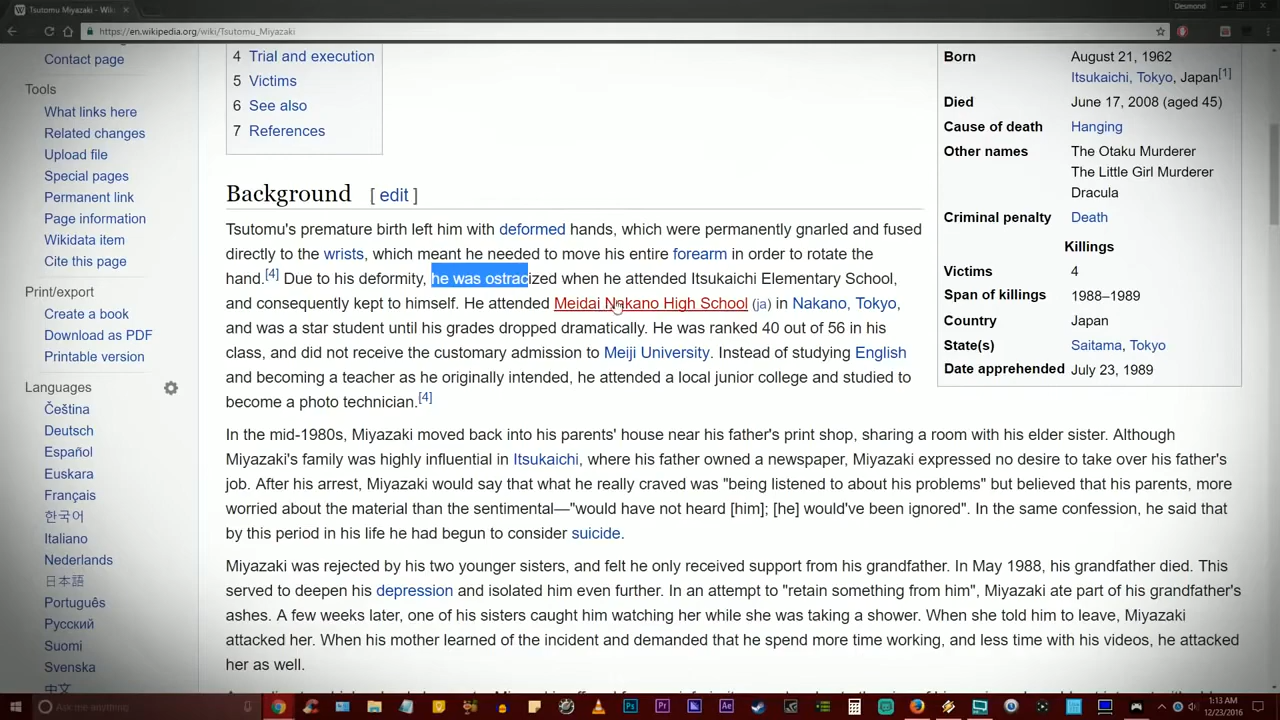 Tsutomu Miyazaki - Wiki
Desmond
https://en.wikipedia.org/wiki/Tsutomu_Miyazaki
Contact page
Tools
What links here
Related changes
Upload file
Special pages
Permanent link
Page information
Wikidata item
Cite this page
Print/export
Create a book
Download as PDF
Printable version
Languages
Čeština
Deutsch
Español
Euskara
Français
한국어
Italiano
Nederlands
日本語
Português
Русский
Suomi
Svenska
中文
4 Trial and execution
5 Victims
6 See also
7 References
Background [ edit ]
Tsutomu's premature birth left him with deformed hands, which were permanently gnarled and fused
directly to the wrists, which meant he needed to move his entire forearm in order to rotate the
hand.[4] Due to his deformity, he was ostracized when he attended Itsukaichi Elementary School,
and consequently kept to himself. He attended Meidai Nakano High School (ja) in Nakano, Tokyo,
and was a star student until his grades dropped dramatically. He was ranked 40 out of 56 in his
class, and did not receive the customary admission to Meiji University. Instead of studying English
and becoming a teacher as he originally intended, he attended a local junior college and studied to
become a photo technician.[4]
In the mid-1980s, Miyazaki moved back into his parents' house near his father's print shop, sharing a room with his elder sister. Although
Miyazaki's family was highly influential in Itsukaichi, where his father owned a newspaper, Miyazaki expressed no desire to take over his father's
job. After his arrest, Miyazaki would say that what he really craved was "being listened to about his problems" but believed that his parents, more
worried about the material than the sentimental—"would have not heard [him]; [he] would've been ignored". In the same confession, he said that
by this period in his life he had begun to consider suicide.
Miyazaki was rejected by his two younger sisters, and felt he only received support from his grandfather. In May 1988, his grandfather died. This
served to deepen his depression and isolated him even further. In an attempt to "retain something from him", Miyazaki ate part of his grandfather's
ashes. A few weeks later, one of his sisters caught him watching her while she was taking a shower. When she told him to leave, Miyazaki
attacked her. When his mother learned of the incident and demanded that he spend more time working, and less time with his videos, he attacked
her as well.
Born August 21, 1962
Itsukaichi, Tokyo, Japan[1]
Died June 17, 2008 (aged 45)
Cause of death Hanging
Other names The Otaku Murderer
The Little Girl Murderer
Dracula
Criminal penalty Death
Killings
Victims 4
Span of killings 1988–1989
Country Japan
State(s) Saitama, Tokyo
Date apprehended July 23, 1989
Ask me anything
Ps
Pr
Ae
1:13 AM
12/23/2016